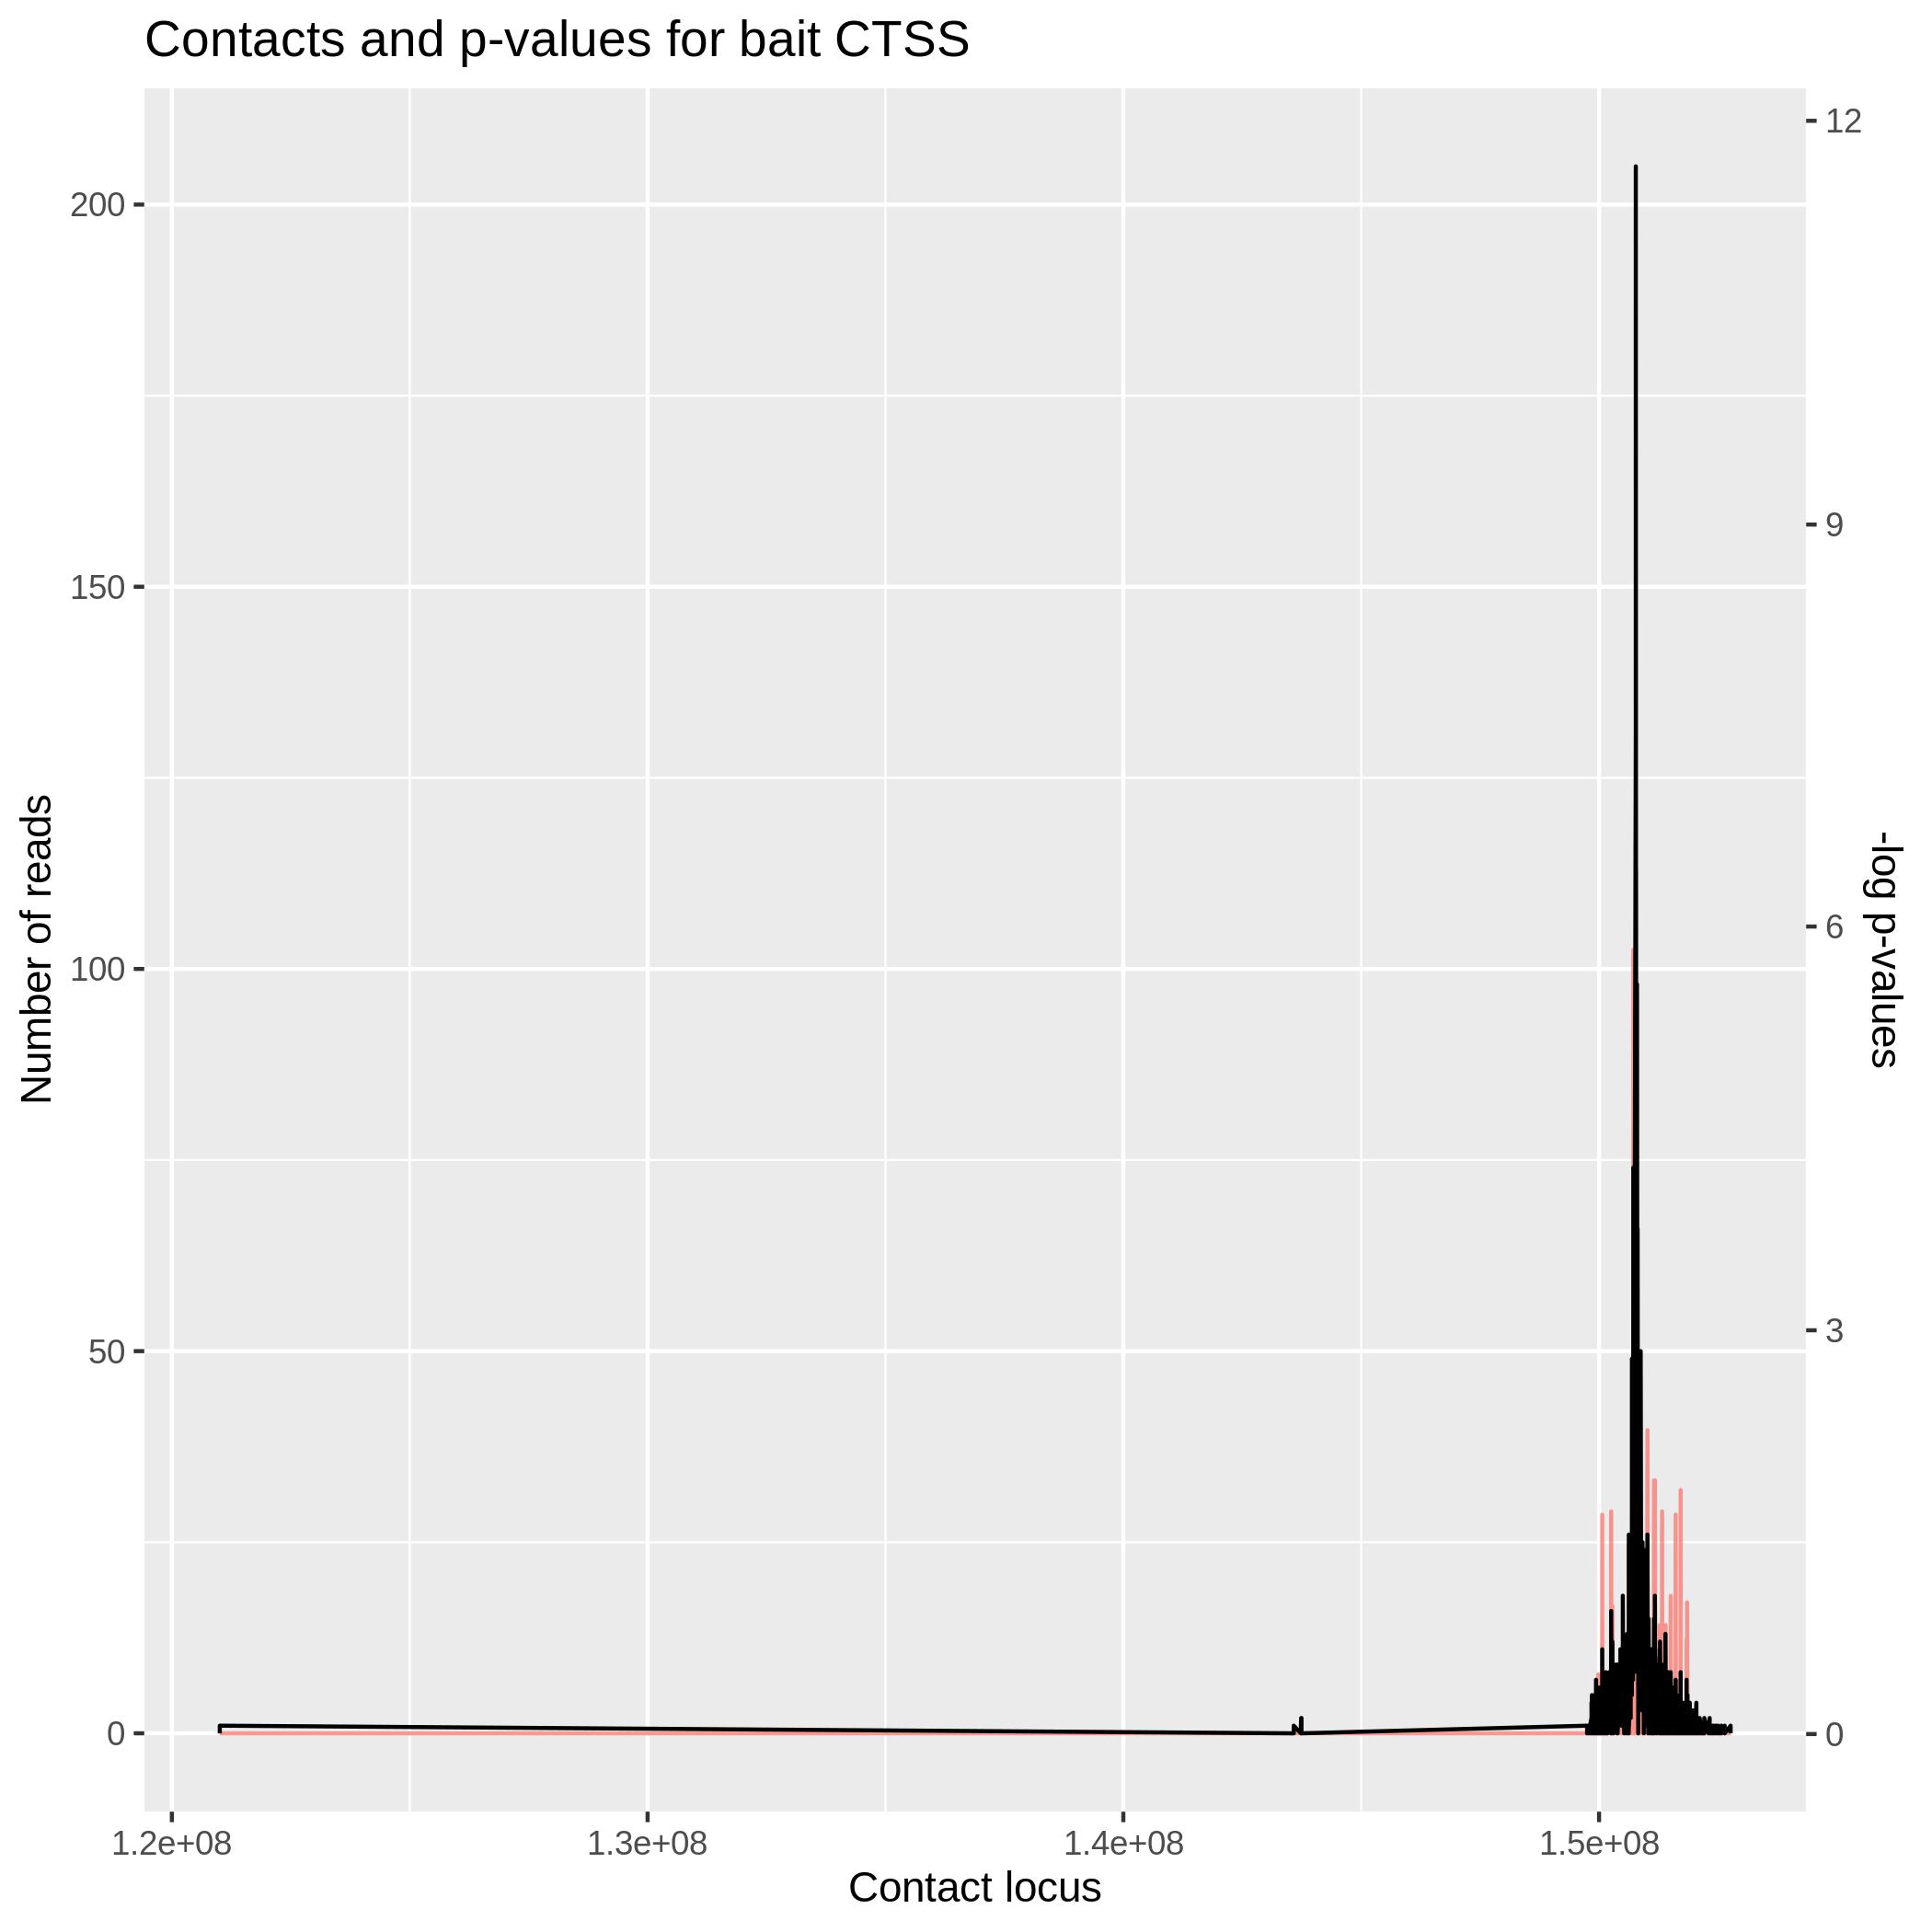 Contacts and p-values for bait CTSS
200
150
100
50
0
12
9
6
3
0
Number of reads
-log p-values
1.2e+08 1.3e+08 1.4e+08 1.5e+08
Contact locus